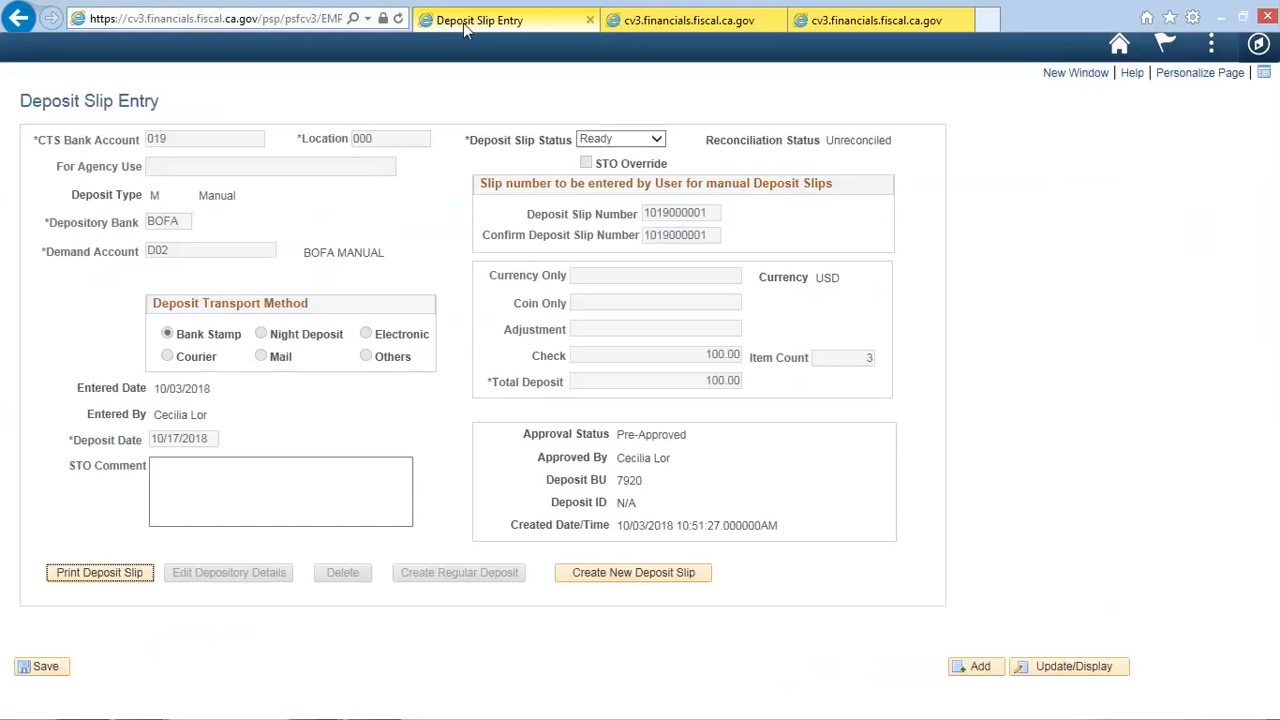 https://cv3.financials.fiscal.ca.gov/psp/psfcv3/EMF
Deposit Slip Entry
cv3.financials.fiscal.ca.gov
cv3.financials.fiscal.ca.gov
New Window | Help | Personalize Page |
Deposit Slip Entry
*CTS Bank Account 019 *Location 000 *Deposit Slip Status Ready Reconciliation Status Unreconciled
For Agency Use STO Override
Deposit Type M Manual Slip number to be entered by User for manual Deposit Slips
*Depository Bank BOFA Deposit Slip Number 1019000001
Confirm Deposit Slip Number 1019000001
*Demand Account D02 BOFA MANUAL
Currency Only Currency USD
Deposit Transport Method Coin Only
Bank Stamp Night Deposit Electronic Adjustment
Courier Mail Others Check 100.00 Item Count 3
Entered Date 10/03/2018 *Total Deposit 100.00
Entered By Cecilia Lor
*Deposit Date 10/17/2018 Approval Status Pre-Approved
STO Comment Approved By Cecilia Lor
Deposit BU 7920
Deposit ID N/A
Created Date/Time 10/03/2018 10:51:27.000000AM
Print Deposit Slip Edit Depository Details Delete Create Regular Deposit Create New Deposit Slip
Save Add Update/Display